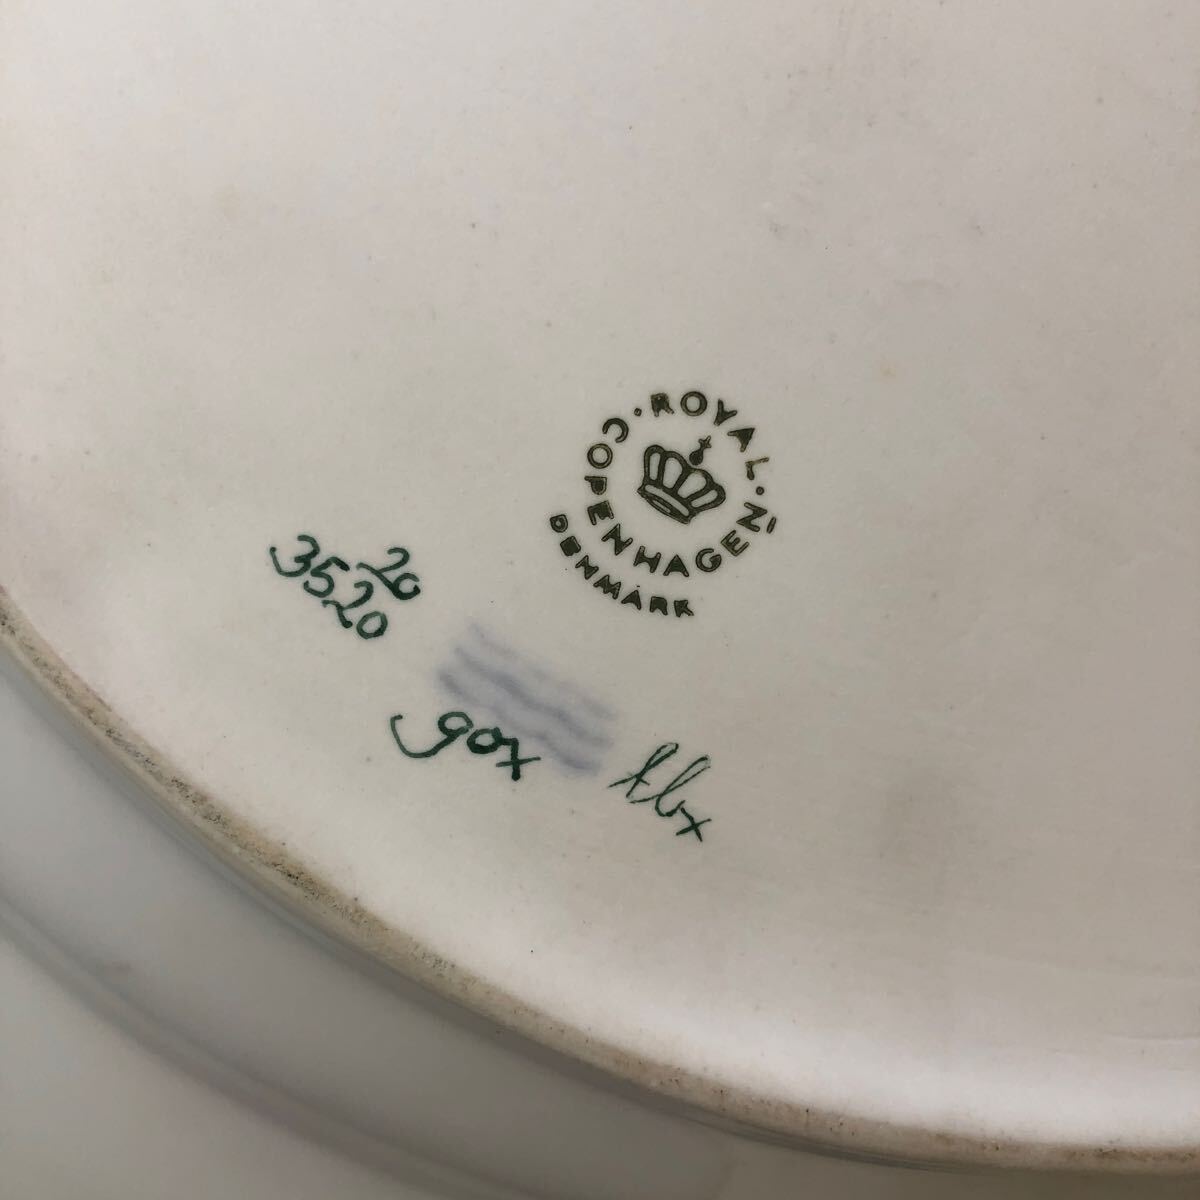 ROYAL.
COPENHAGEN.
DENMARK
20
3520
gox